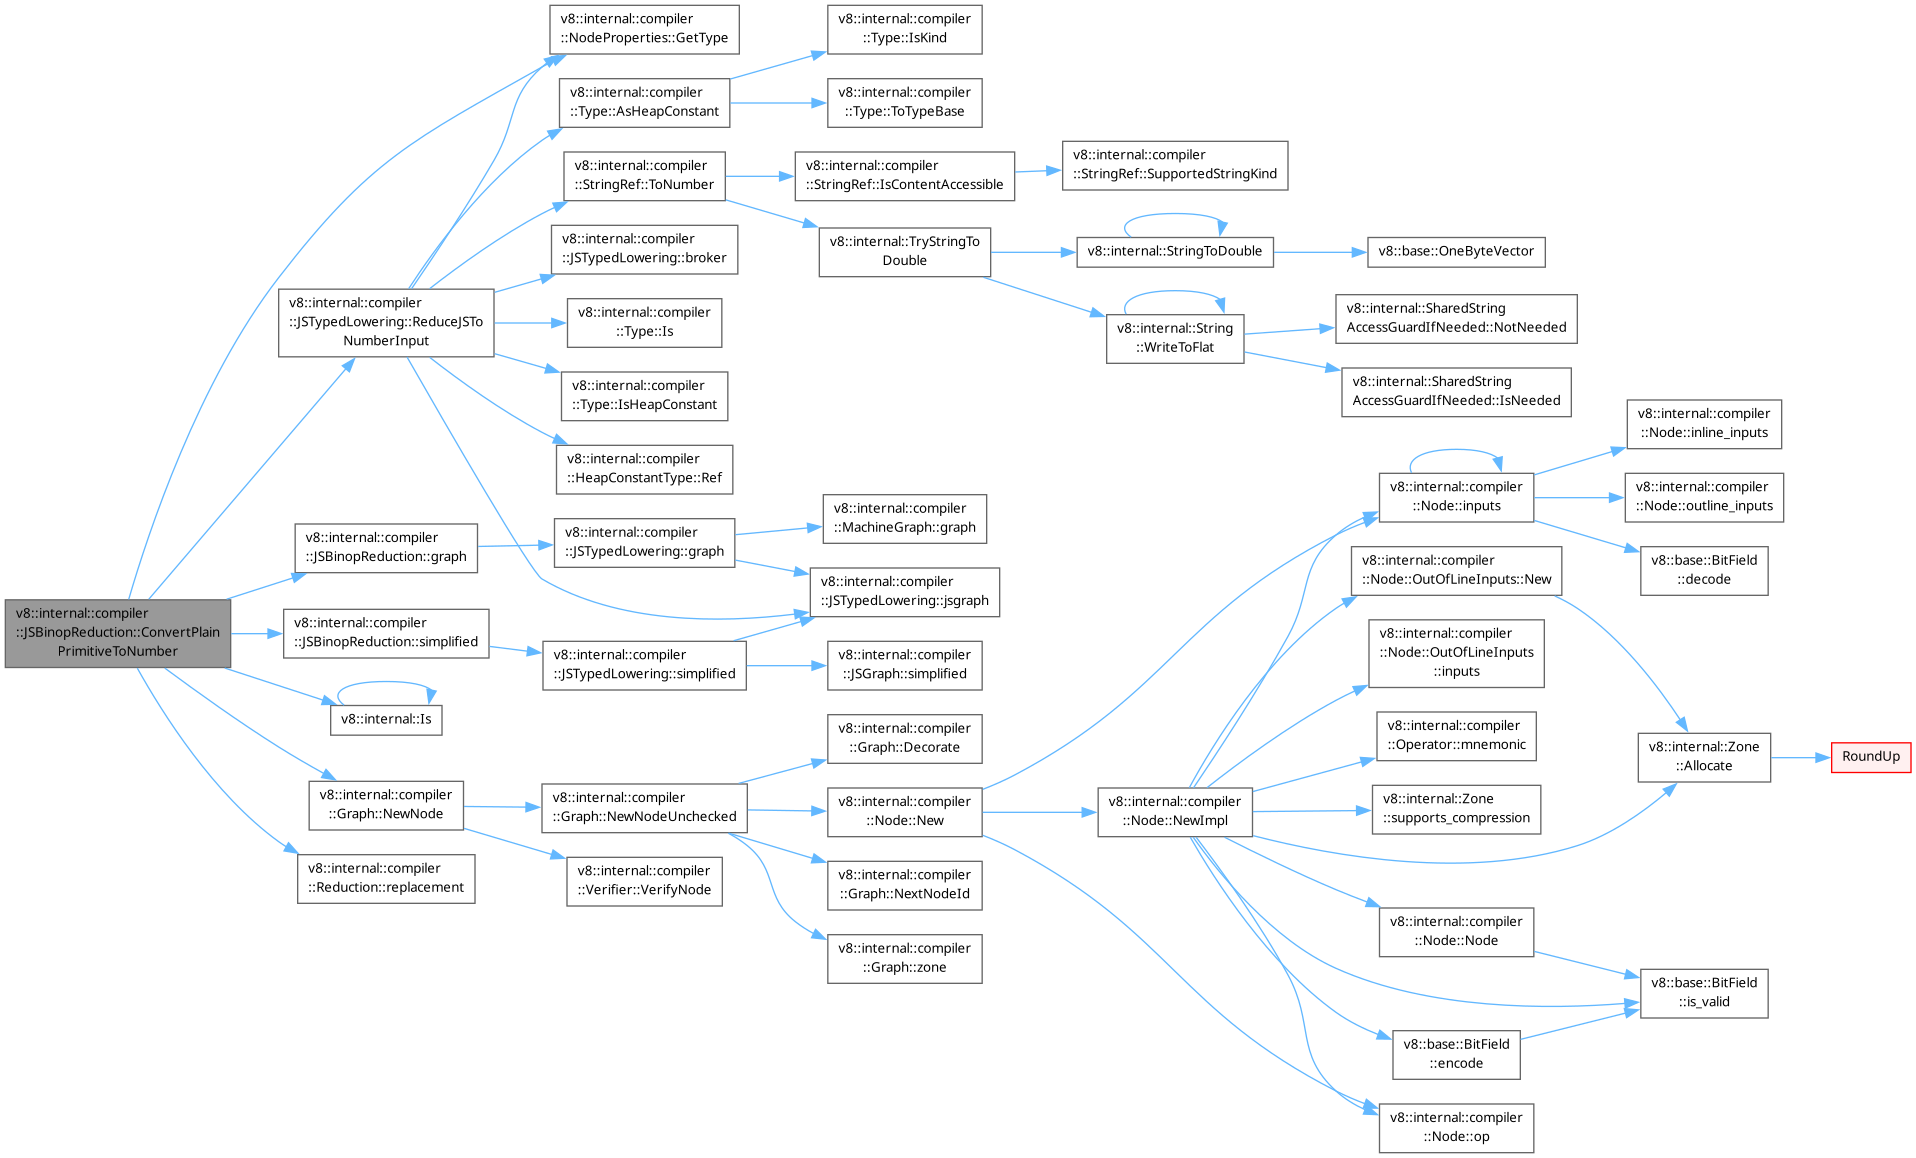 v8::internal::compiler
::JSBinopReduction::ConvertPlain
PrimitiveToNumber
v8::internal::compiler
::JSTypedLowering::ReduceJSTo
NumberInput
v8::internal::compiler
::JSBinopReduction::graph
v8::internal::compiler
::JSBinopReduction::simplified
v8::internal::Is
v8::internal::compiler
::Graph::NewNode
v8::internal::compiler
::Reduction::replacement
v8::internal::compiler
::NodeProperties::GetType
v8::internal::compiler
::Type::AsHeapConstant
v8::internal::compiler
::StringRef::ToNumber
v8::internal::compiler
::JSTypedLowering::broker
v8::internal::compiler
::Type::Is
v8::internal::compiler
::Type::IsHeapConstant
v8::internal::compiler
::HeapConstantType::Ref
v8::internal::compiler
::JSTypedLowering::graph
v8::internal::compiler
::JSTypedLowering::simplified
v8::internal::compiler
::Graph::NewNodeUnchecked
v8::internal::compiler
::Verifier::VerifyNode
v8::internal::compiler
::Type::IsKind
v8::internal::compiler
::Type::ToTypeBase
v8::internal::compiler
::StringRef::IsContentAccessible
v8::internal::TryStringTo
Double
v8::internal::compiler
::MachineGraph::graph
v8::internal::compiler
::JSTypedLowering::jsgraph
v8::internal::compiler
::JSGraph::simplified
v8::internal::compiler
::Graph::Decorate
v8::internal::compiler
::Node::New
v8::internal::compiler
::Graph::NextNodeId
v8::internal::compiler
::Graph::zone
v8::internal::compiler
::StringRef::SupportedStringKind
v8::internal::StringToDouble
v8::internal::String
::WriteToFlat
v8::internal::compiler
::Node::NewImpl
v8::base::OneByteVector
v8::internal::SharedString
AccessGuardIfNeeded::NotNeeded
v8::internal::SharedString
AccessGuardIfNeeded::IsNeeded
v8::internal::compiler
::Node::inputs
v8::internal::compiler
::Node::OutOfLineInputs::New
v8::internal::compiler
::Node::OutOfLineInputs
::inputs
v8::internal::compiler
::Operator::mnemonic
v8::internal::Zone
::supports_compression
v8::internal::compiler
::Node::Node
v8::base::BitField
::encode
v8::internal::compiler
::Node::op
v8::internal::compiler
::Node::inline_inputs
v8::internal::compiler
::Node::outline_inputs
v8::base::BitField
::decode
v8::internal::Zone
::Allocate
v8::base::BitField
::is_valid
RoundUp